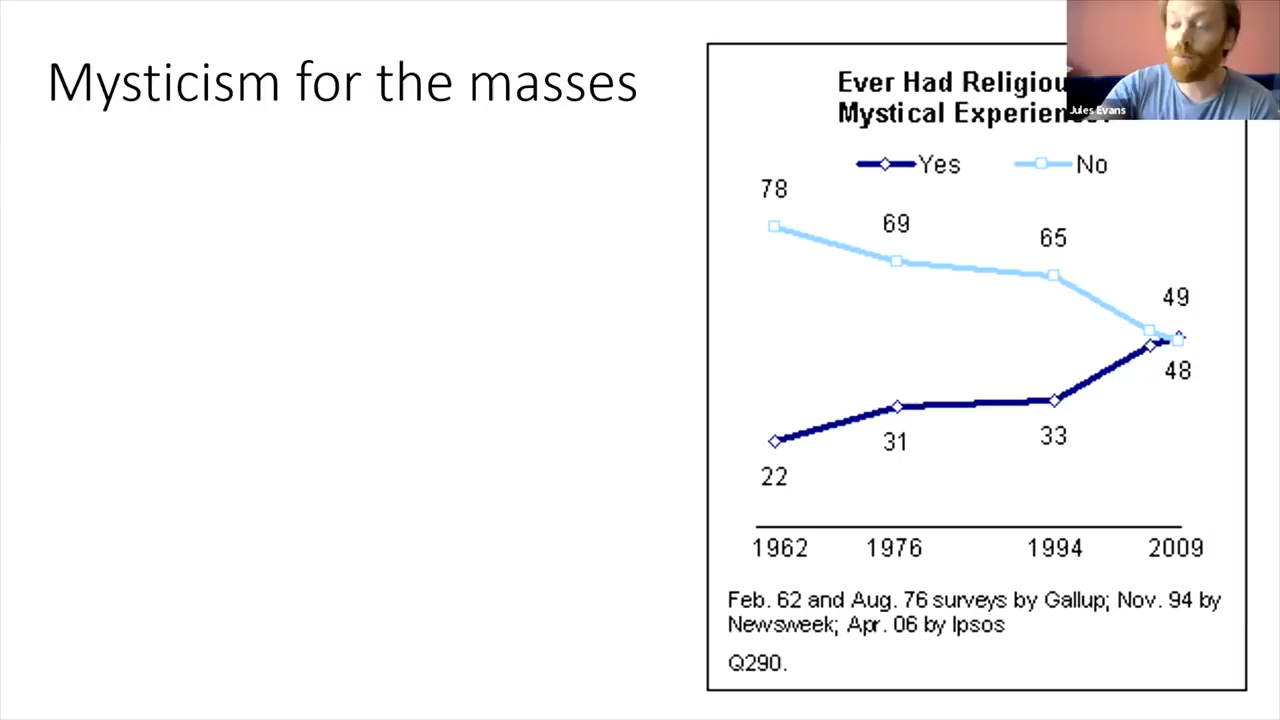 Mysticism for the masses
Ever Had Religiou
Mystical Experien
Jules Evans
Yes
No
78
69
65
49
48
31
33
22
1962
1976
1994
2009
Feb. 62 and Aug. 76 surveys by Gallup; Nov. 94 by
Newsweek; Apr. 06 by Ipsos
Q290.